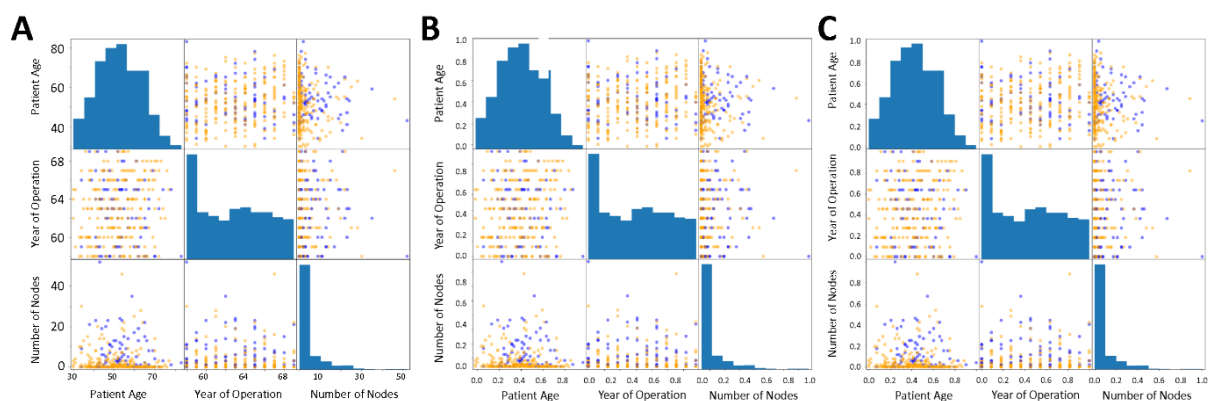 A
80
60
40
Patient Age
68
64
60
Year of Operation
40
20
0
Number of Nodes
30 50 70
60 64 68
10 30 50
Patient Age
Year of Operation
Number of Nodes
B
1.0
0.8
0.6
0.4
0.2
0.0
Patient Age
0.8
0.6
0.4
0.2
0.0
Year of Operation
0.8
0.6
0.4
0.2
0.0
Number of Nodes
0.0 0.2 0.4 0.6 0.8
0.0 0.2 0.4 0.6 0.8
0.0 0.2 0.4 0.6 0.8 1.0
Patient Age
Year of Operation
Number of Nodes
C
1.0
0.8
0.6
0.4
0.2
0.0
Patient Age
0.8
0.6
0.4
0.2
0.0
Year of Operation
0.8
0.6
0.4
0.2
0.0
Number of Nodes
0.0 0.2 0.4 0.6 0.8
0.0 0.2 0.4 0.6 0.8
0.0 0.2 0.4 0.6 0.8 1.0
Patient Age
Year of Operation
Number of Nodes